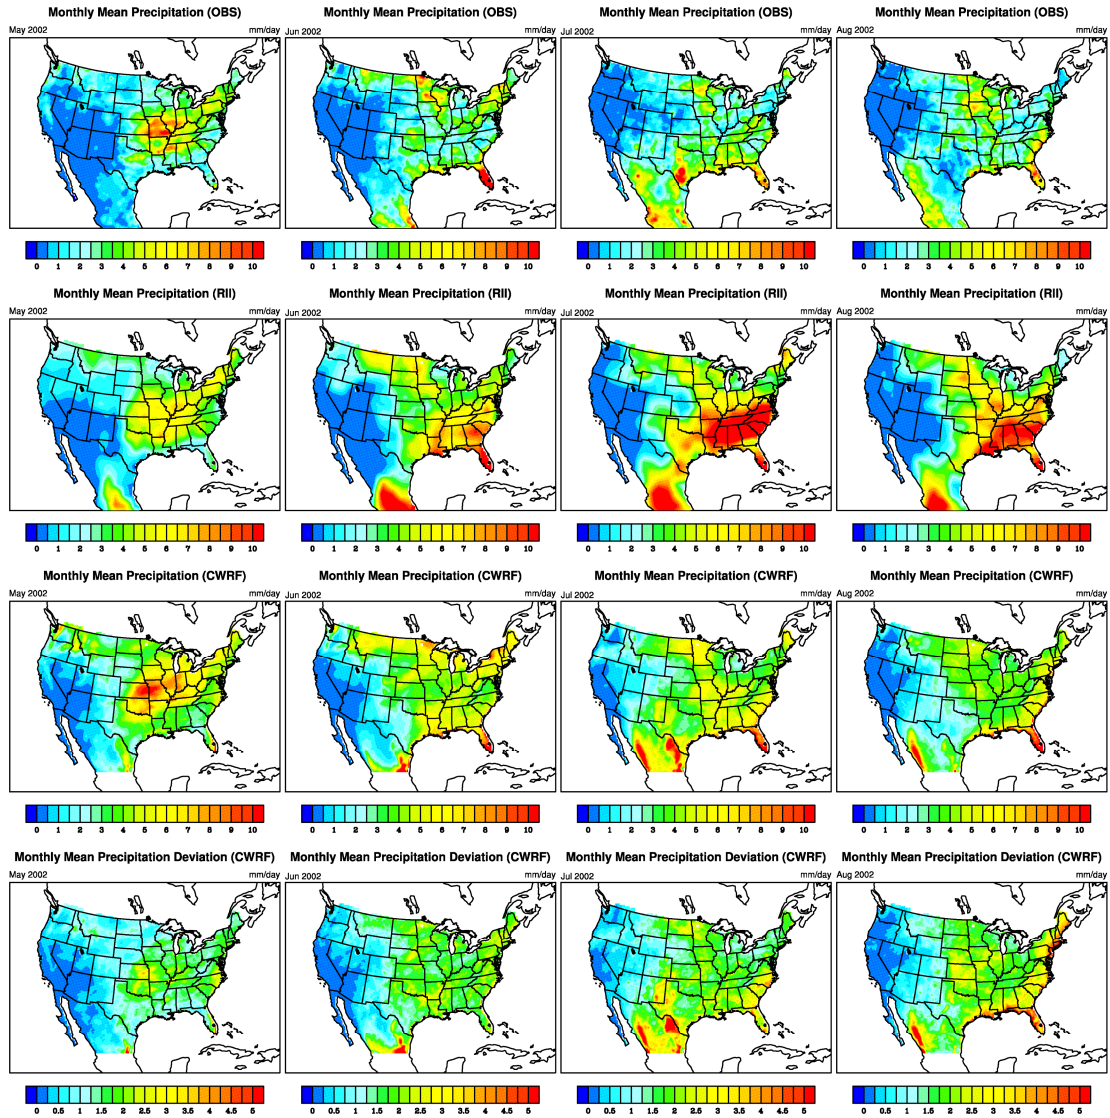 Monthly Mean Precipitation (OBS) Monthly Mean Precipitation (OBS) Monthly Mean Precipitation (OBS) Monthly Mean Precipitation (OBS)
May 2002 mm/day Jun 2002 mm/day Jul 2002 mm/day Aug 2002 mm/day
0 1 2 3 4 5 6 7 8 9 10 0 1 2 3 4 5 6 7 8 9 10 0 1 2 3 4 5 6 7 8 9 10 0 1 2 3 4 5 6 7 8 9 10
Monthly Mean Precipitation (RII) Monthly Mean Precipitation (RII) Monthly Mean Precipitation (RII) Monthly Mean Precipitation (RII)
May 2002 mm/day Jun 2002 mm/day Jul 2002 mm/day Aug 2002 mm/day
0 1 2 3 4 5 6 7 8 9 10 0 1 2 3 4 5 6 7 8 9 10 0 1 2 3 4 5 6 7 8 9 10 0 1 2 3 4 5 6 7 8 9 10
Monthly Mean Precipitation (CWRF) Monthly Mean Precipitation (CWRF) Monthly Mean Precipitation (CWRF) Monthly Mean Precipitation (CWRF)
May 2002 mm/day Jun 2002 mm/day Jul 2002 mm/day Aug 2002 mm/day
0 1 2 3 4 5 6 7 8 9 10 0 1 2 3 4 5 6 7 8 9 10 0 1 2 3 4 5 6 7 8 9 10 0 1 2 3 4 5 6 7 8 9 10
Monthly Mean Precipitation Deviation (CWRF) Monthly Mean Precipitation Deviation (CWRF) Monthly Mean Precipitation Deviation (CWRF) Monthly Mean Precipitation Deviation (CWRF)
May 2002 mm/day Jun 2002 mm/day Jul 2002 mm/day Aug 2002 mm/day
0 0.5 1 1.5 2 2.5 3 3.5 4 4.5 5 0 0.5 1 1.5 2 2.5 3 3.5 4 4.5 5 0 0.5 1 1.5 2 2.5 3 3.5 4 4.5 5 0 0.5 1 1.5 2 2.5 3 3.5 4 4.5 5